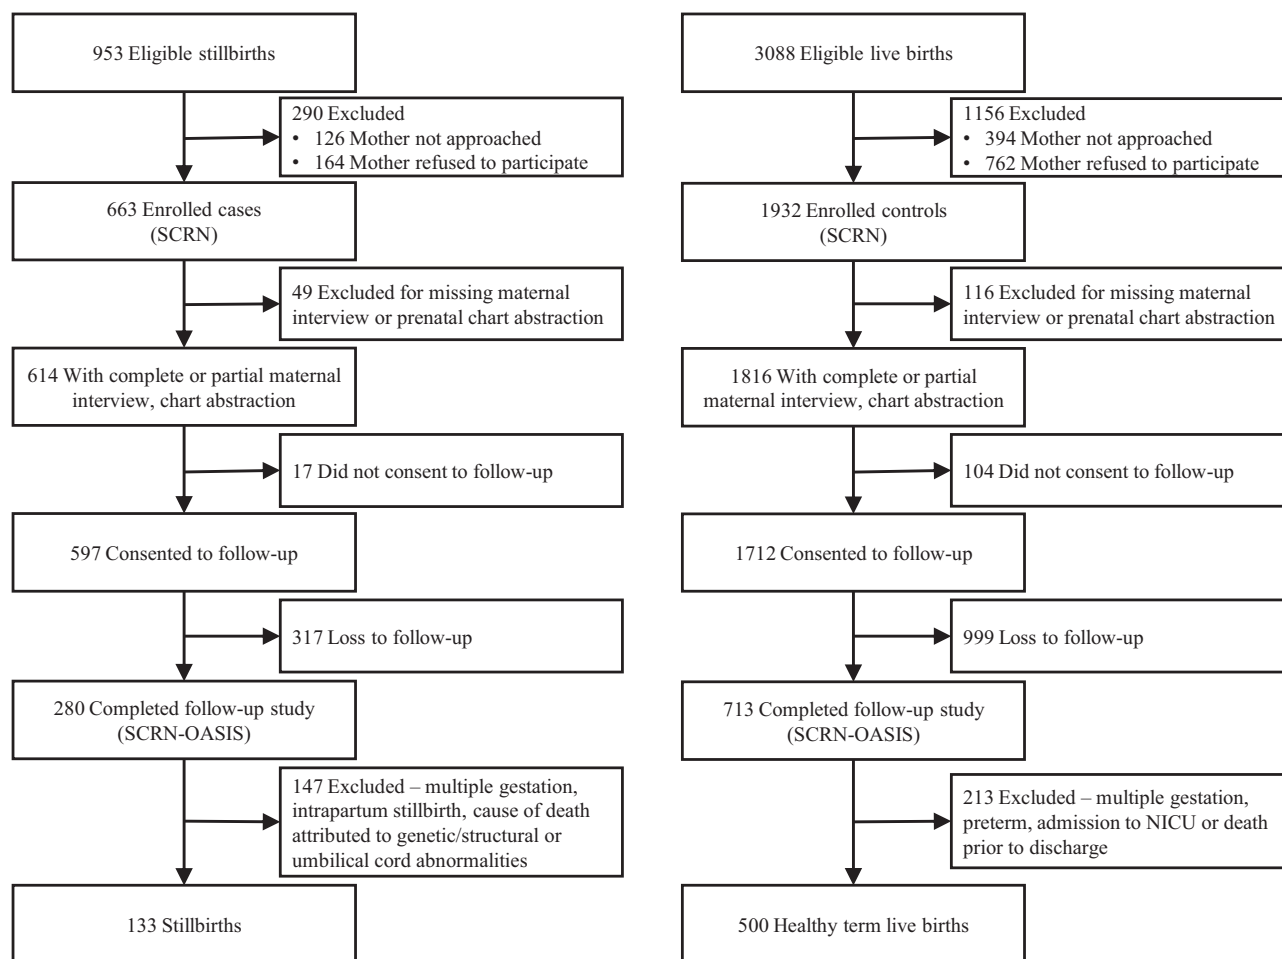 953 Eligible stillbirths
290 Excluded
• 126 Mother not approached
• 164 Mother refused to participate
663 Enrolled cases
(SCRN)
49 Excluded for missing maternal
interview or prenatal chart abstraction
614 With complete or partial maternal
interview, chart abstraction
17 Did not consent to follow-up
597 Consented to follow-up
317 Loss to follow-up
280 Completed follow-up study
(SCRN-OASIS)
147 Excluded – multiple gestation,
intrapartum stillbirth, cause of death
attributed to genetic/structural or
umbilical cord abnormalities
133 Stillbirths
3088 Eligible live births
1156 Excluded
• 394 Mother not approached
• 762 Mother refused to participate
1932 Enrolled controls
(SCRN)
116 Excluded for missing maternal
interview or prenatal chart abstraction
1816 With complete or partial
maternal interview, chart abstraction
104 Did not consent to follow-up
1712 Consented to follow-up
999 Loss to follow-up
713 Completed follow-up study
(SCRN-OASIS)
213 Excluded – multiple gestation,
preterm, admission to NICU or death
prior to discharge
500 Healthy term live births